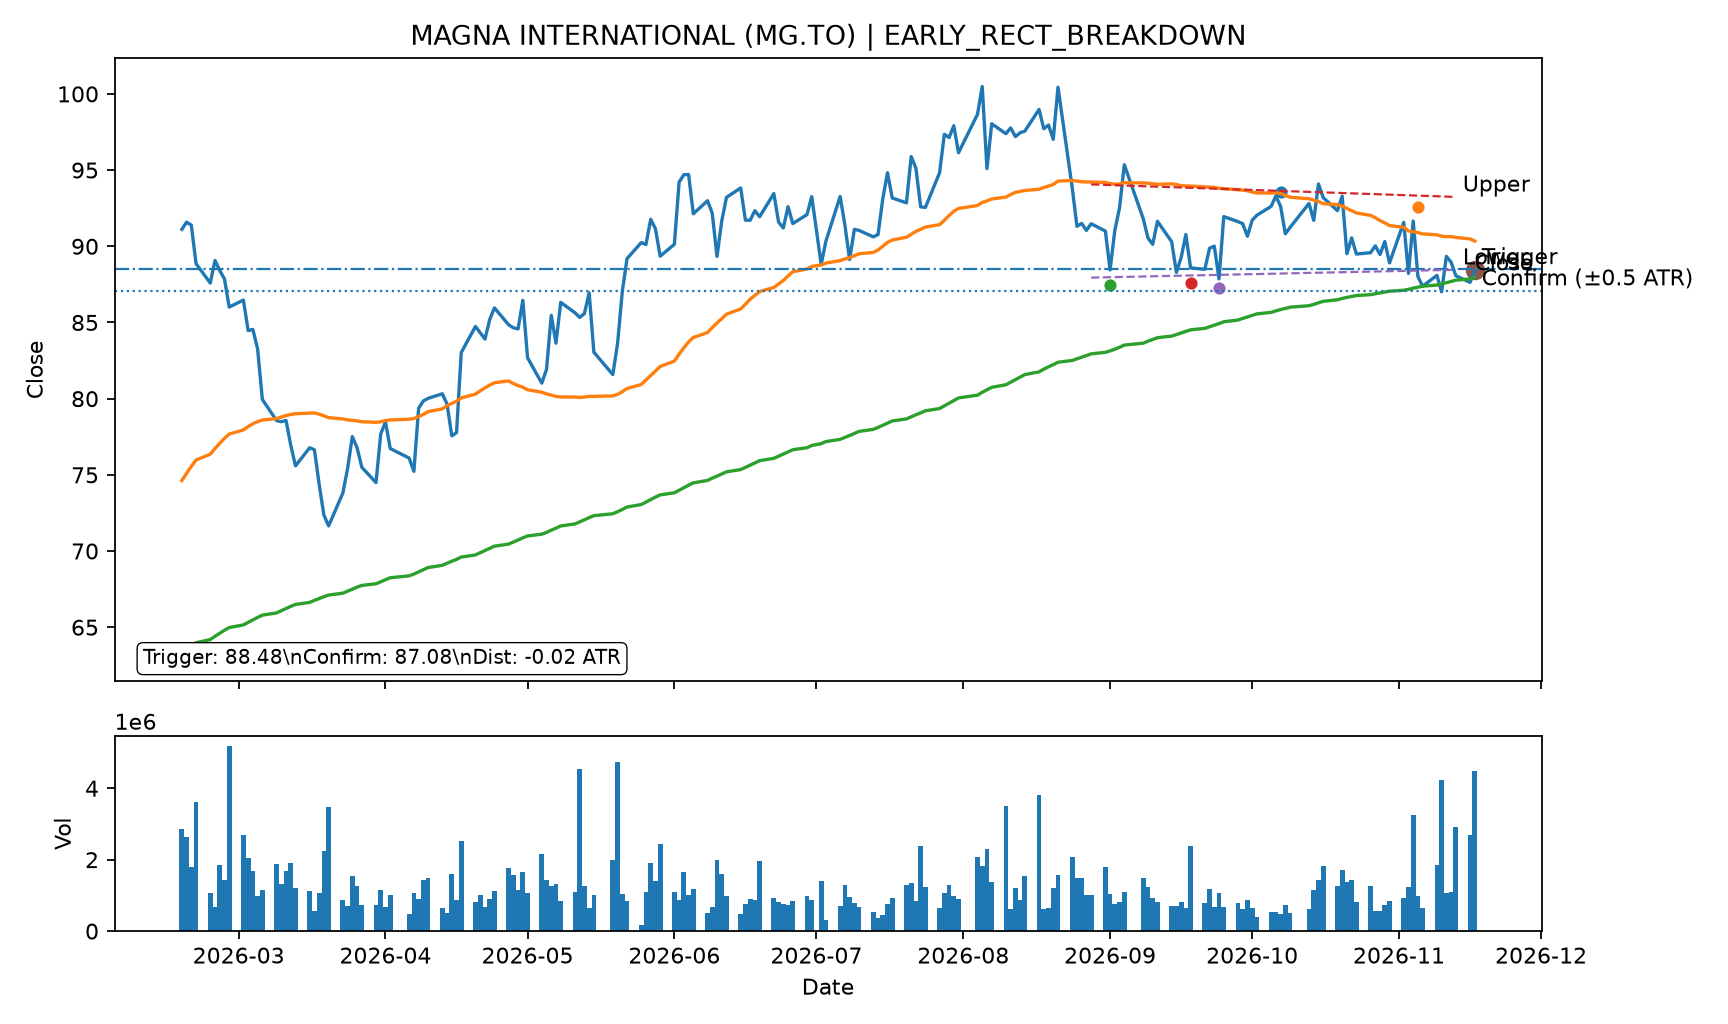 MAGNA INTERNATIONAL (MG.TO) | EARLY_RECT_BREAKDOWN
Close
100
95
90
85
80
75
70
65
Upper
Lower
Trigger
Close
Confirm (±0.5 ATR)
Trigger: 88.48\nConfirm: 87.08\nDist: -0.02 ATR
1e6
Vol
4
2
0
2026-03
2026-04
2026-05
2026-06
2026-07
2026-08
2026-09
2026-10
2026-11
2026-12
Date